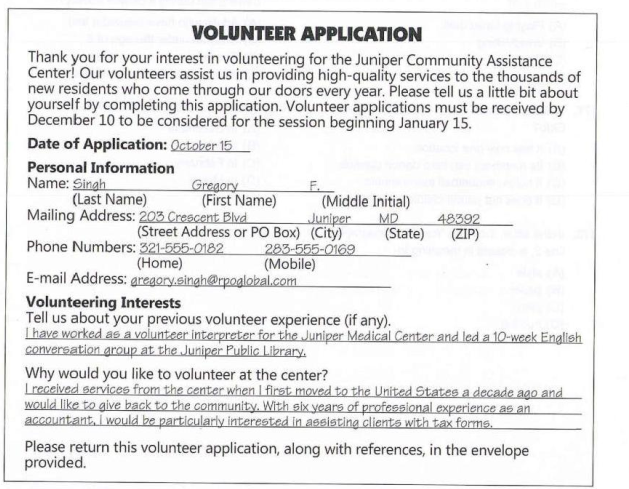 VOLUNTEER APPLICATION
Thank you for your interest in volunteering for the Juniper Community Assistance
Center! Our volunteers assist us in providing high-quality services to the thousands of
new residents who come through our doors every year. Please tell us a little bit about
yourself by completing this application. Volunteer applications must be received by
December 10 to be considered for the session beginning January 15.
Date of Application: October 15
Personal Information
Name: Singh Gregory F.
(Last Name) (First Name) (Middle Initial)
Mailing Address: 203 Crescent Blvd Juniper MD 48392
(Street Address or PO Box) (City) (State) (ZIP)
Phone Numbers: 321-555-0182 283-555-0169
(Home) (Mobile)
E-mail Address: gregory.singh@rpoglobal.com
Volunteering Interests
Tell us about your previous volunteer experience (if any).
I have worked as a volunteer interpreter for the Juniper Medical Center and led a 10-week English
conversation group at the Juniper Public Library.
Why would you like to volunteer at the center?
I received services from the center when I first moved to the United States a decade ago and
would like to give back to the community. With six years of professional experience as an
accountant, I would be particularly interested in assisting clients with tax forms.
Please return this volunteer application, along with references, in the envelope
provided.